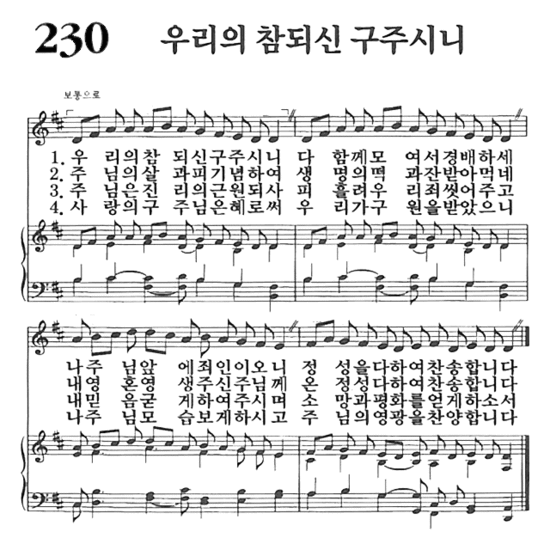 230 우리의 참되신 구주시니
보통으로
1. 우 리의참 되신구주시니 다 함께모 여서경배하세
2. 주 님의살 과피기념하여 생 명의떡 과잔받아먹네
3. 주 님은진 리의근원되사 피 흘려우 리죄씻어주고
4. 사 랑의구 주님은혜로써 우 리가구 원을받았으니
나주 님앞 에죄인이오니 정 성을다하여찬송합니다
내영 혼영 생주신주님께 온 정성다하여찬송합니다
내믿 음굳 게하여주시며 소 망과평화를얻게하소서
나주 님모 습보게하시고 주 님의영광을찬양합니다